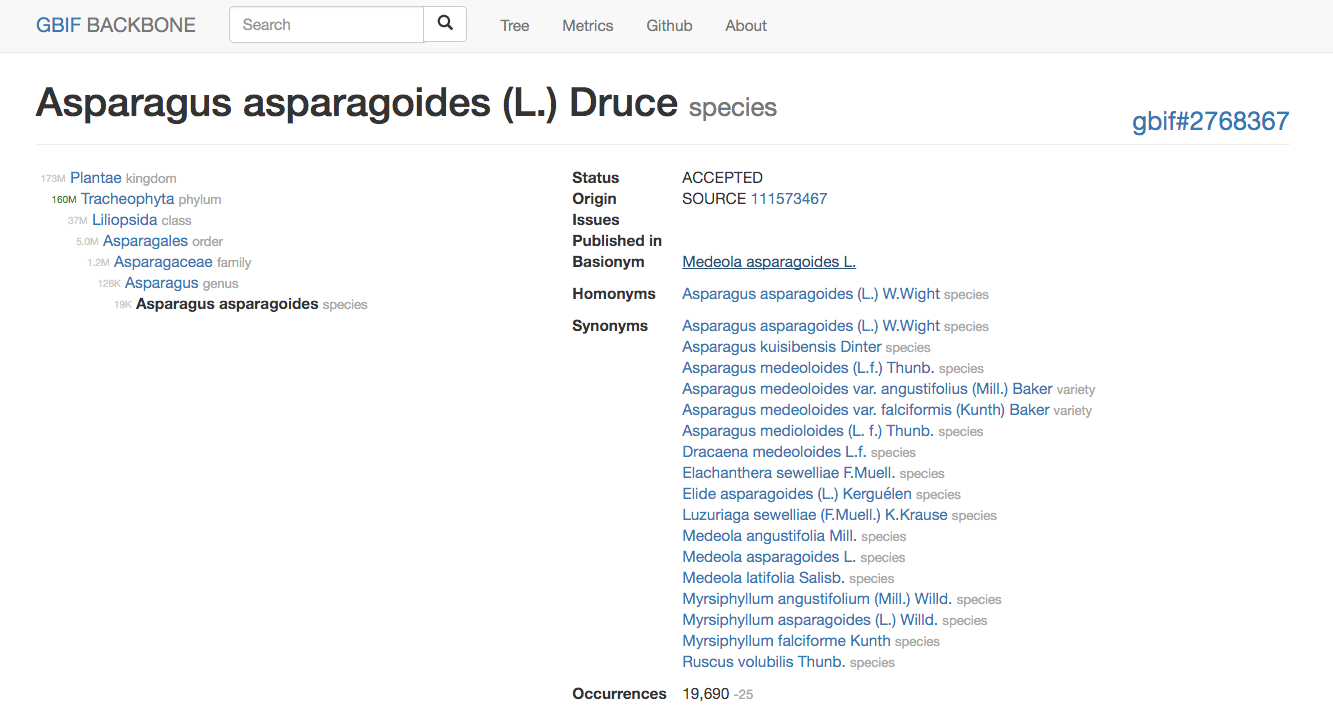 GBIF BACKBONE Search Tree Metrics Github About
Asparagus asparagoides (L.) Druce species
gbif#2768367
173M Plantae kingdom
160M Tracheophyta phylum
37M Liliopsida class
5.0M Asparagales order
1.2M Asparagaceae family
126K Asparagus genus
19K Asparagus asparagoides species
Status ACCEPTED
Origin SOURCE 111573467
Issues
Published in
Basionym Medeola asparagoides L.
Homonyms Asparagus asparagoides (L.) W.Wight species
Synonyms Asparagus asparagoides (L.) W.Wight species
Asparagus kuisibensis Dinter species
Asparagus medeoloides (L.f.) Thunb. species
Asparagus medeoloides var. angustifolius (Mill.) Baker variety
Asparagus medeoloides var. falciformis (Kunth) Baker variety
Asparagus medioloides (L. f.) Thunb. species
Dracaena medeoloides L.f. species
Elachanthera sewelliae F.Muell. species
Elide asparagoides (L.) Kerguélen species
Luzuriaga sewelliae (F.Muell.) K.Krause species
Medeola angustifolia Mill. species
Medeola asparagoides L. species
Medeola latifolia Salisb. species
Myrsiphyllum angustifolium (Mill.) Willd. species
Myrsiphyllum asparagoides (L.) Willd. species
Myrsiphyllum falciforme Kunth species
Ruscus volubilis Thunb. species
Occurrences 19,690 -25